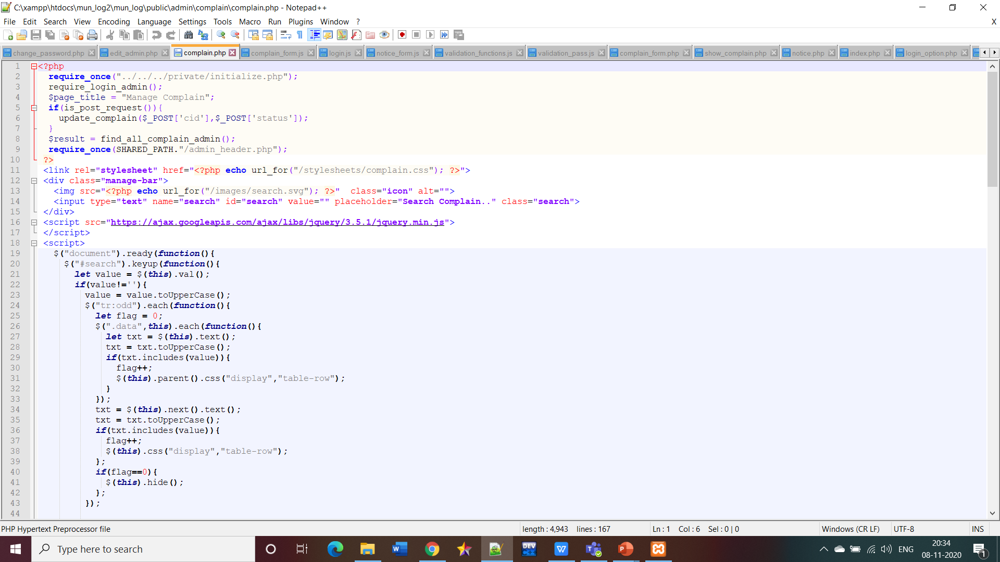 C:\xampp\htdocs\mun_log2\mun_log\public\admin\complain\complain.php - Notepad++
File Edit Search View Encoding Language Settings Tools Macro Run Plugins Window ? X
change_password.php edit_admin.php complain.php complain_form.js login.js notice_form.js validation_functions.js validation_pass.js complain_form.php show_complain.php notice.php index.php login_option.php
1 <?php
2 require_once("../../../private/initialize.php");
3 require_login_admin();
4 $page_title = "Manage Complain";
5 if(is_post_request()){
6 update_complain($_POST['cid'],$_POST['status']);
7 }
8 $result = find_all_complain_admin();
9 require_once(SHARED_PATH."/admin_header.php");
10 ?>
11 <link rel="stylesheet" href="<?php echo url_for("/stylesheets/complain.css"); ?>">
12 <div class="manage-bar">
13 <img src="<?php echo url_for("/images/search.svg"); ?>"  class="icon" alt="">
14 <input type="text" name="search" id="search" value="" placeholder="Search Complain.." class="search">
15 </div>
16 <script src="https://ajax.googleapis.com/ajax/libs/jquery/3.5.1/jquery.min.js">
17 </script>
18 <script>
19 $("document").ready(function(){
20 $("#search").keyup(function(){
21 let value = $(this).val();
22 if(value!=''){
23 value = value.toUpperCase();
24 $("tr:odd").each(function(){
25 let flag = 0;
26 $(".data",this).each(function(){
27 let txt = $(this).text();
28 txt = txt.toUpperCase();
29 if(txt.includes(value)){
30 flag++;
31 $(this).parent().css("display","table-row");
32 }
33 });
34 txt = $(this).next().text();
35 txt = txt.toUpperCase();
36 if(txt.includes(value)){
37 flag++;
38 $(this).css("display","table-row");
39 };
40 if(flag==0){
41 $(this).hide();
42 };
43 });
44
PHP Hypertext Preprocessor file length : 4,943 lines : 167 Ln : 1 Col : 6 Sel : 0 | 0 Windows (CR LF) UTF-8 INS
Type here to search
DEV C++
ENG
20:34
08-11-2020
1